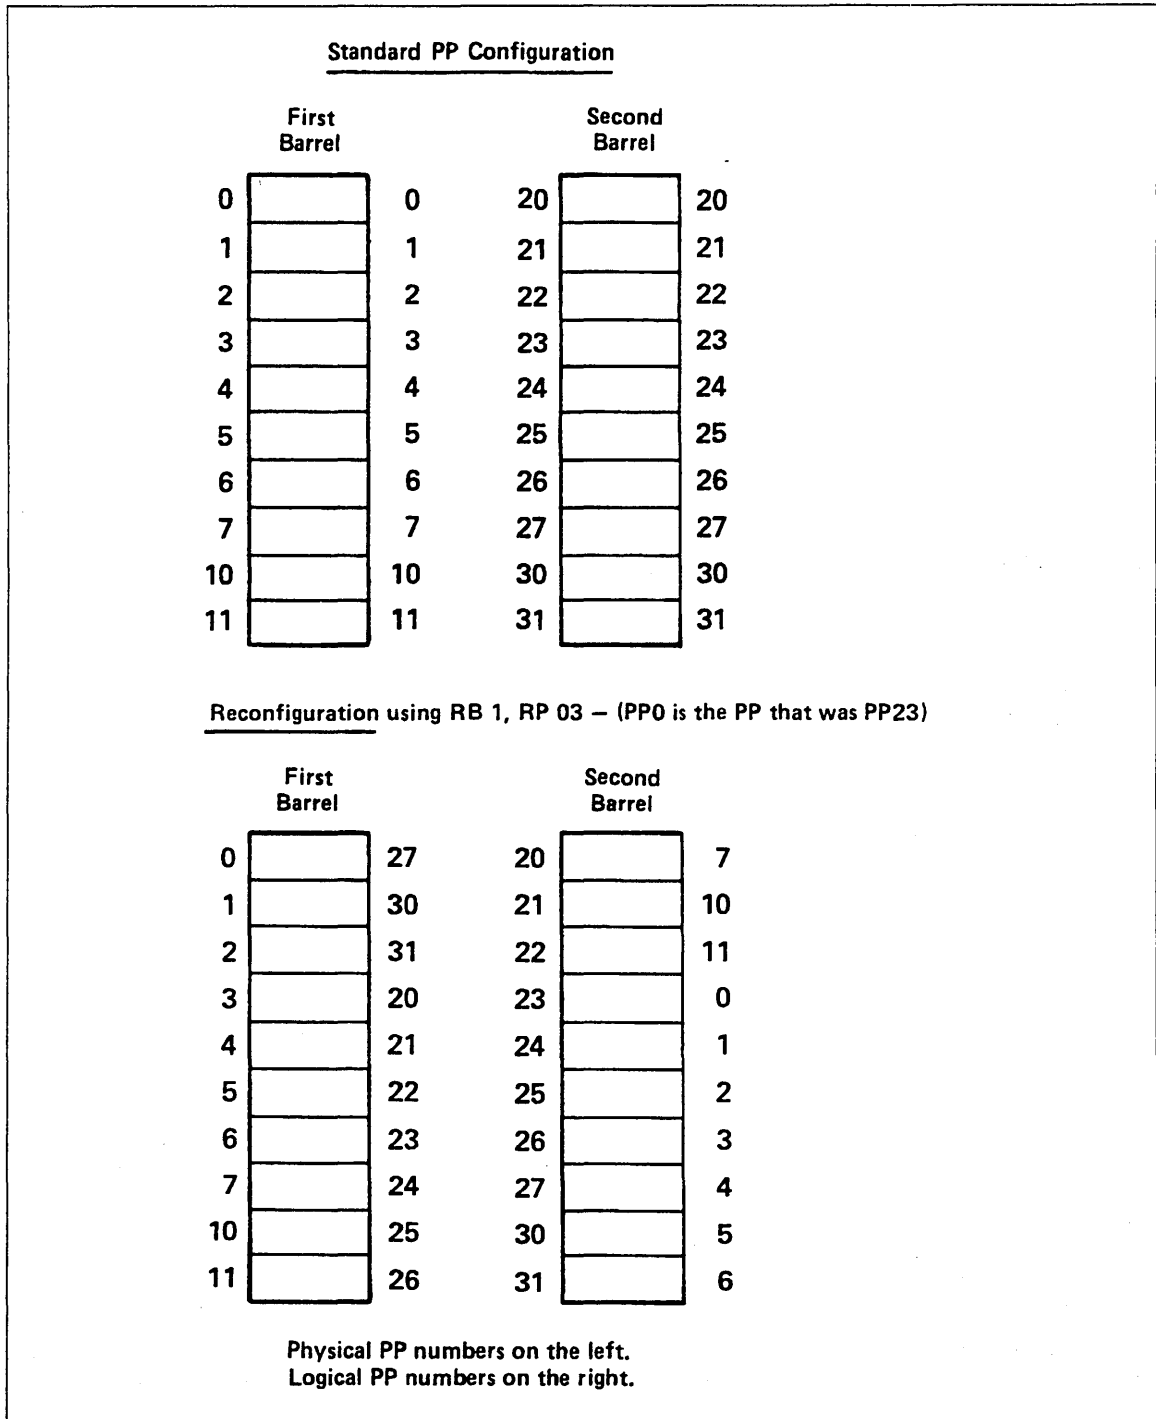 Standard PP Configuration
First Barrel Second Barrel
0 0 20 20
1 1 21 21
2 2 22 22
3 3 23 23
4 4 24 24
5 5 25 25
6 6 26 26
7 7 27 27
10 10 30 30
11 11 31 31
Reconfiguration using RB 1, RP 03 – (PP0 is the PP that was PP23)
First Barrel Second Barrel
0 27 20 7
1 30 21 10
2 31 22 11
3 20 23 0
4 21 24 1
5 22 25 2
6 23 26 3
7 24 27 4
10 25 30 5
11 26 31 6
Physical PP numbers on the left.
Logical PP numbers on the right.